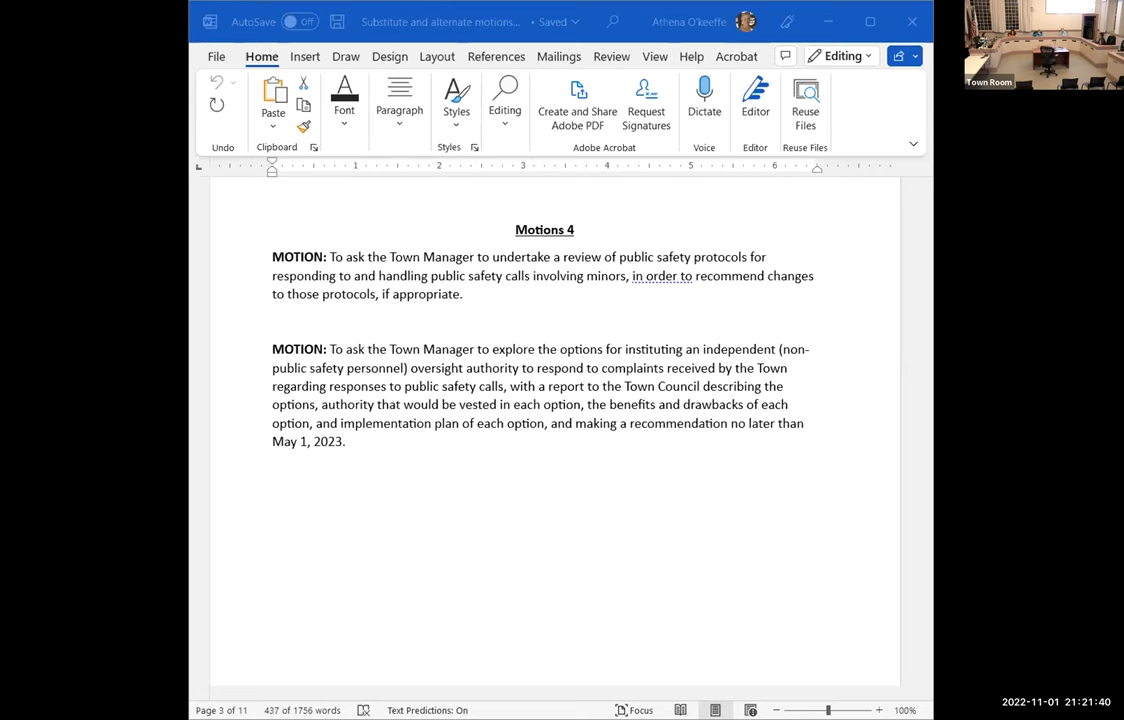 AutoSave Off Substitute and alternate motions... • Saved Athena O'keeffe
Town Room
File Home Insert Draw Design Layout References Mailings Review View Help Acrobat Editing
Paste Font Paragraph Styles Editing Create and Share Adobe PDF Request Signatures Dictate Editor Reuse Files
Undo Clipboard Styles Adobe Acrobat Voice Editor Reuse Files
1 2 3 4 5 6
Motions 4
MOTION: To ask the Town Manager to undertake a review of public safety protocols for
responding to and handling public safety calls involving minors, in order to recommend changes
to those protocols, if appropriate.
MOTION: To ask the Town Manager to explore the options for instituting an independent (non-
public safety personnel) oversight authority to respond to complaints received by the Town
regarding responses to public safety calls, with a report to the Town Council describing the
options, authority that would be vested in each option, the benefits and drawbacks of each
option, and implementation plan of each option, and making a recommendation no later than
May 1, 2023.
Page 3 of 11 437 of 1756 words Text Predictions: On Focus 100%
2022-11-01 21:21:40